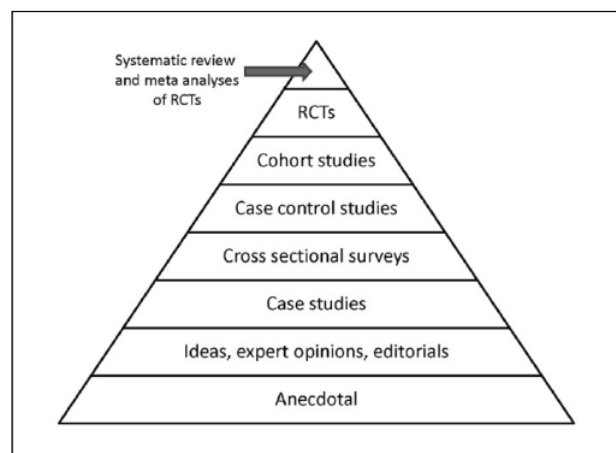 Systematic review
and meta analyses
of RCTs
RCTs
Cohort studies
Case control studies
Cross sectional surveys
Case studies
Ideas, expert opinions, editorials
Anecdotal